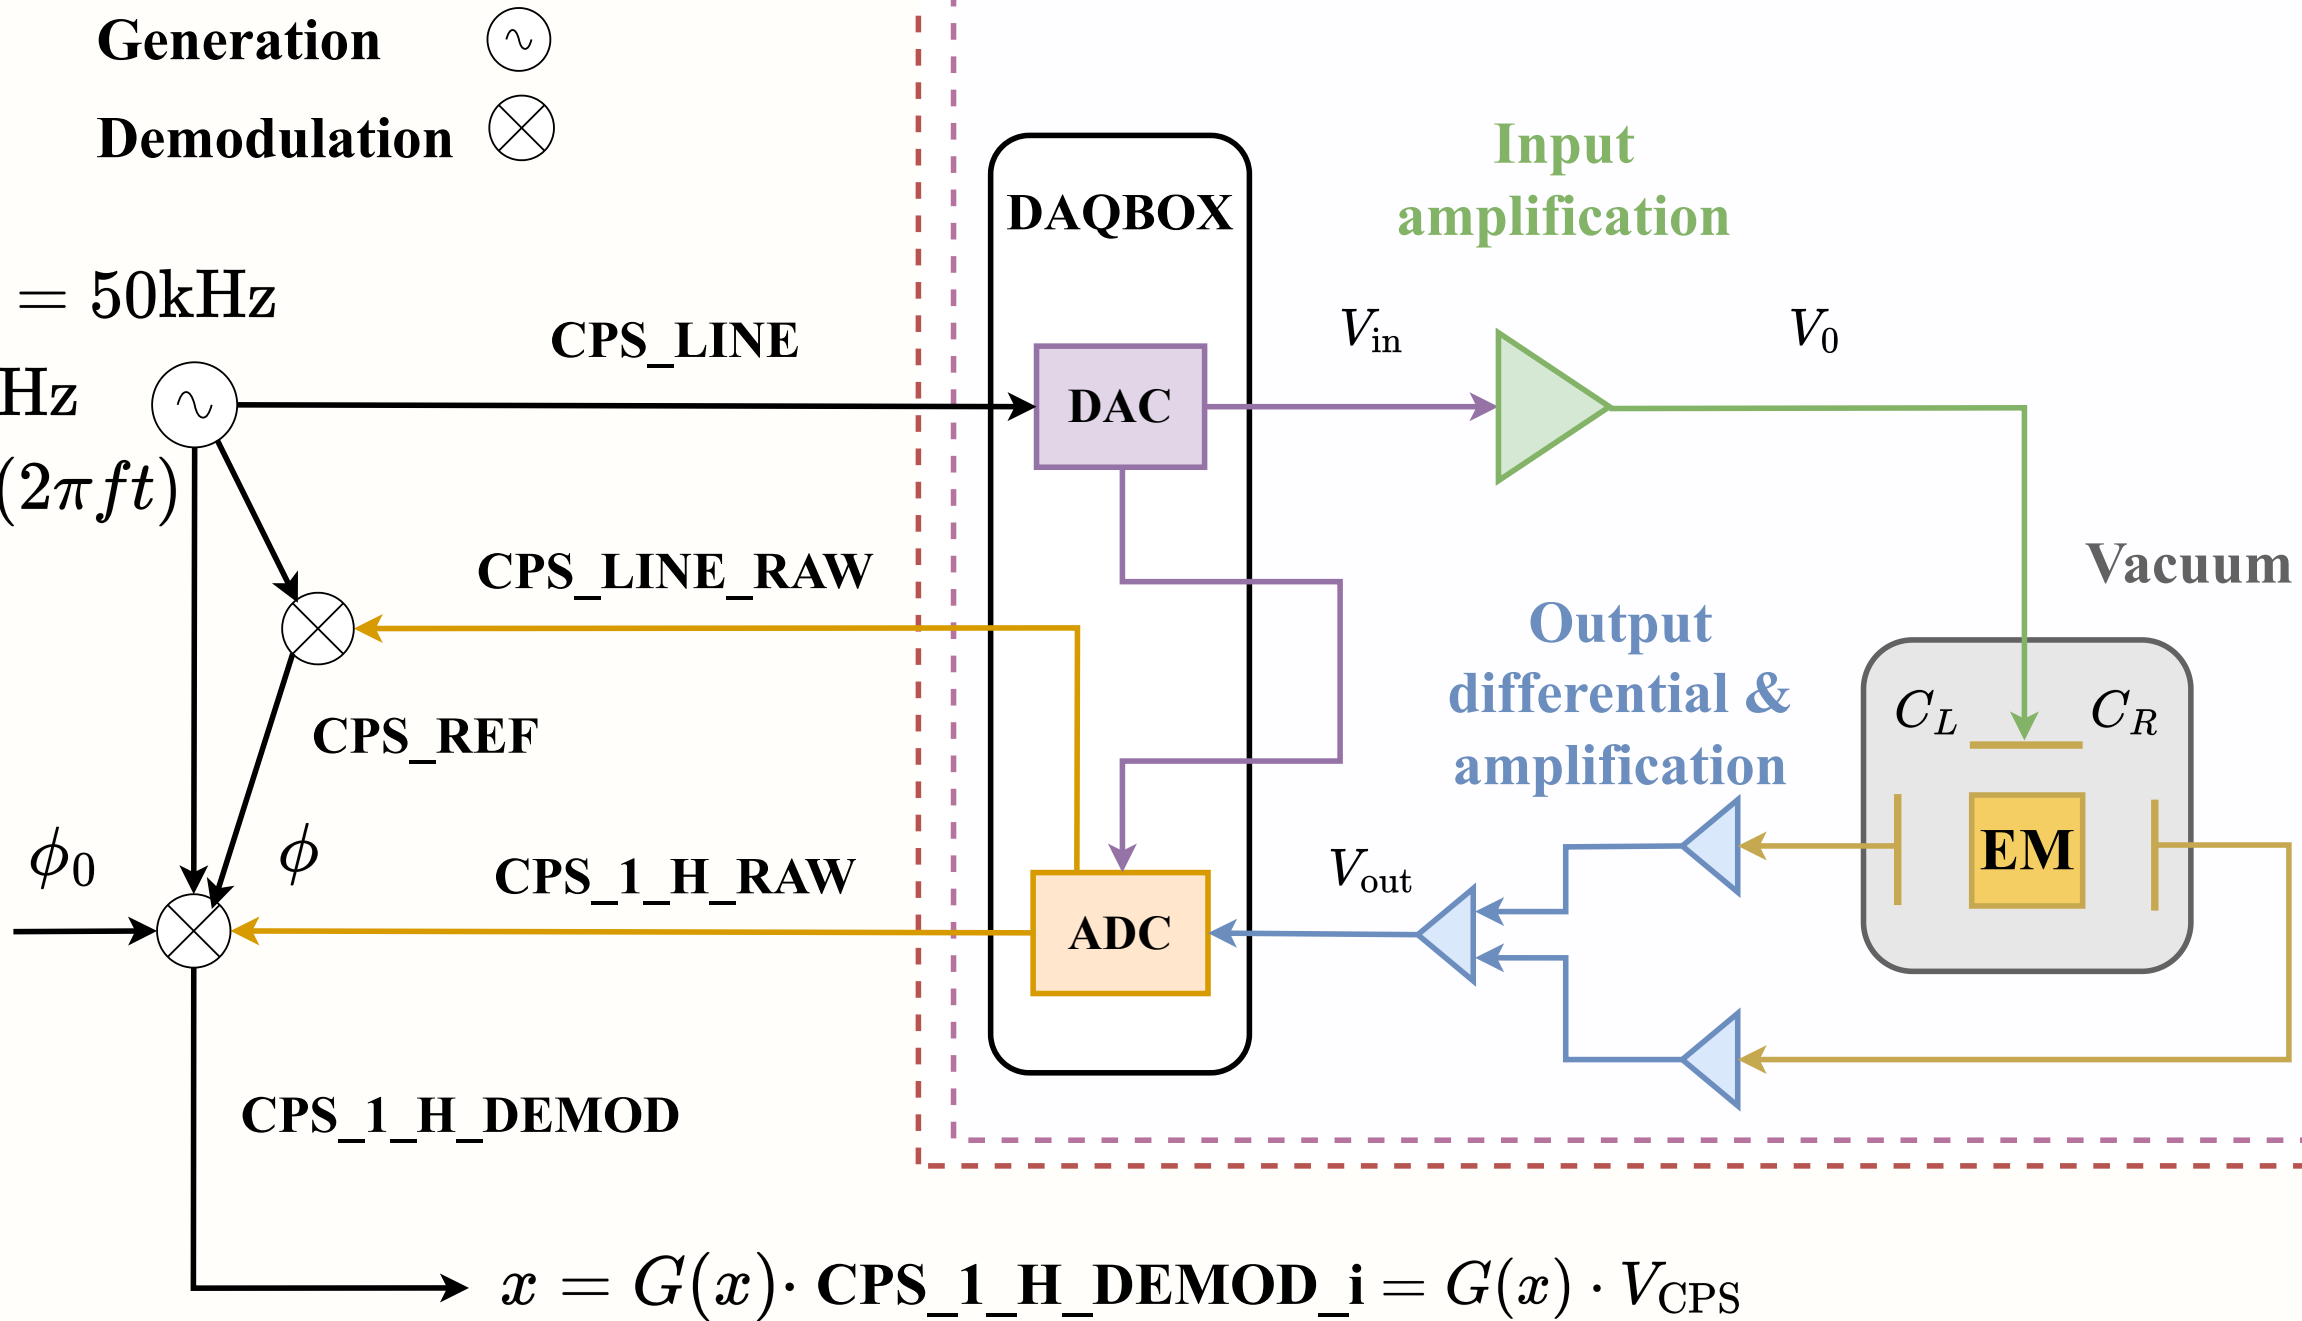 Generation
Demodulation
= 50kHz
Hz
(2πft)
CPS_LINE
CPS_LINE_RAW
CPS_REF
ϕ₀
ϕ
CPS_1_H_RAW
CPS_1_H_DEMOD
DAQBOX
DAC
ADC
Input
amplification
V_in
V_0
Vacuum
Output
differential &
amplification
C_L
C_R
EM
V_out
x = G(x)· CPS_1_H_DEMOD_i = G(x) · V_CPS